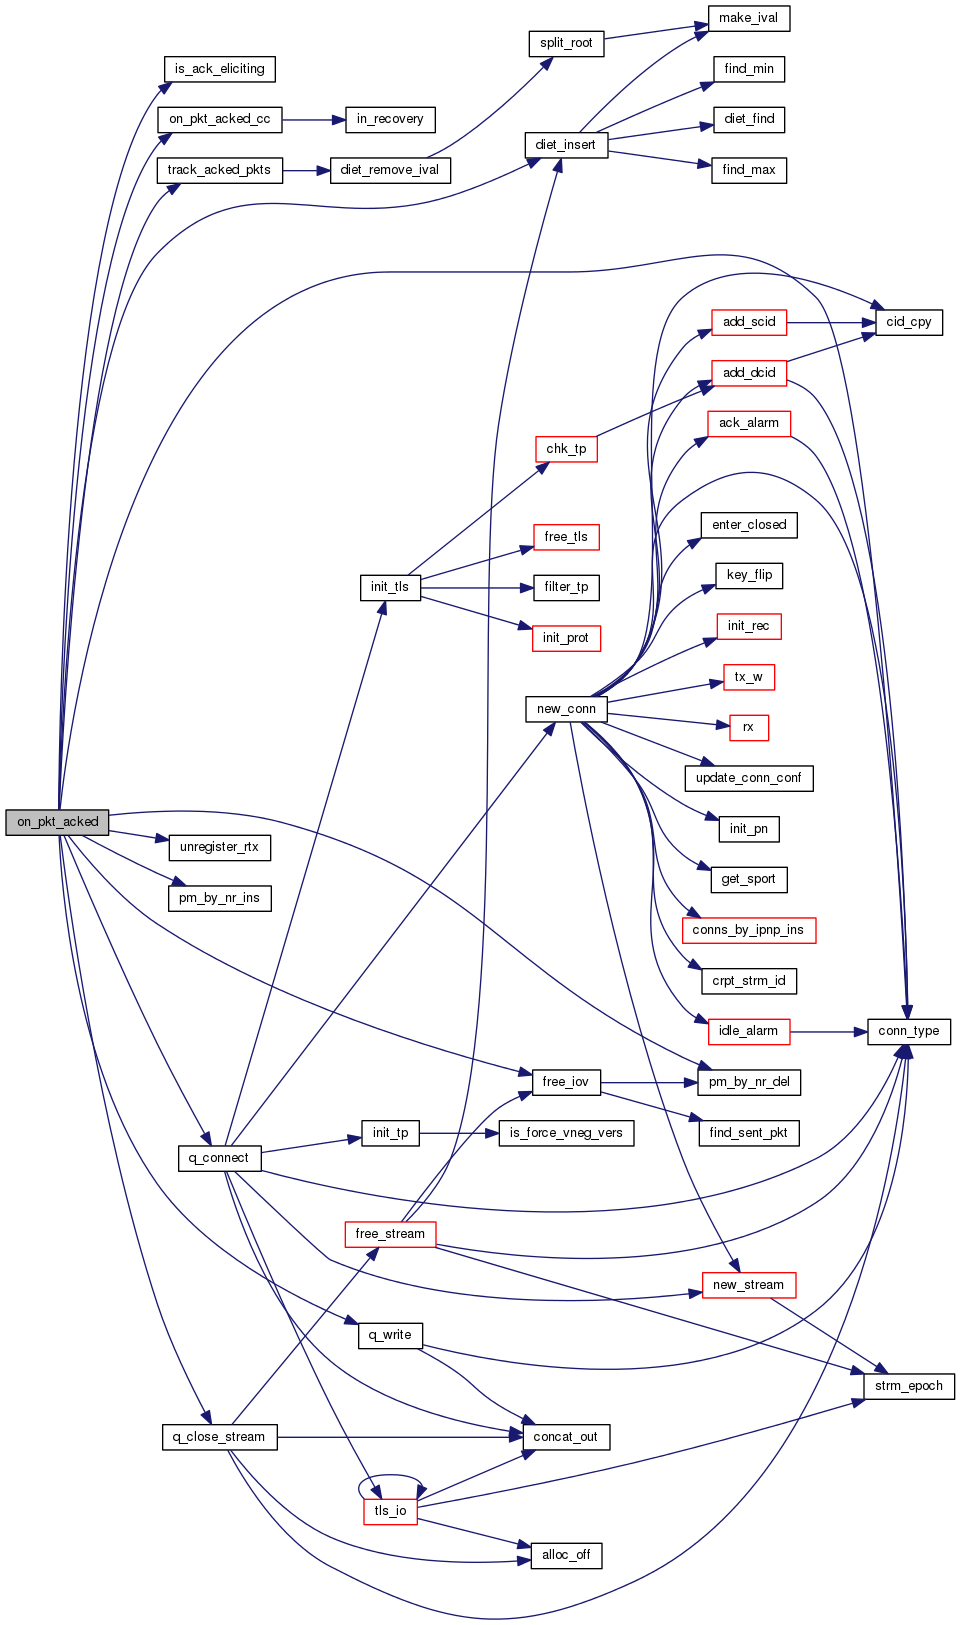 make_ival
split_root
is_ack_eliciting
find_min
on_pkt_acked_cc
in_recovery
diet_find
diet_insert
track_acked_pkts
diet_remove_ival
find_max
add_scid
cid_cpy
add_dcid
ack_alarm
chk_tp
enter_closed
free_tls
key_flip
init_tls
filter_tp
init_rec
init_prot
tx_w
new_conn
rx
update_conn_conf
on_pkt_acked
init_pn
unregister_rtx
get_sport
pm_by_nr_ins
conns_by_ipnp_ins
crpt_strm_id
idle_alarm
conn_type
free_iov
pm_by_nr_del
init_tp
is_force_vneg_vers
find_sent_pkt
q_connect
free_stream
new_stream
q_write
strm_epoch
q_close_stream
concat_out
tls_io
alloc_off